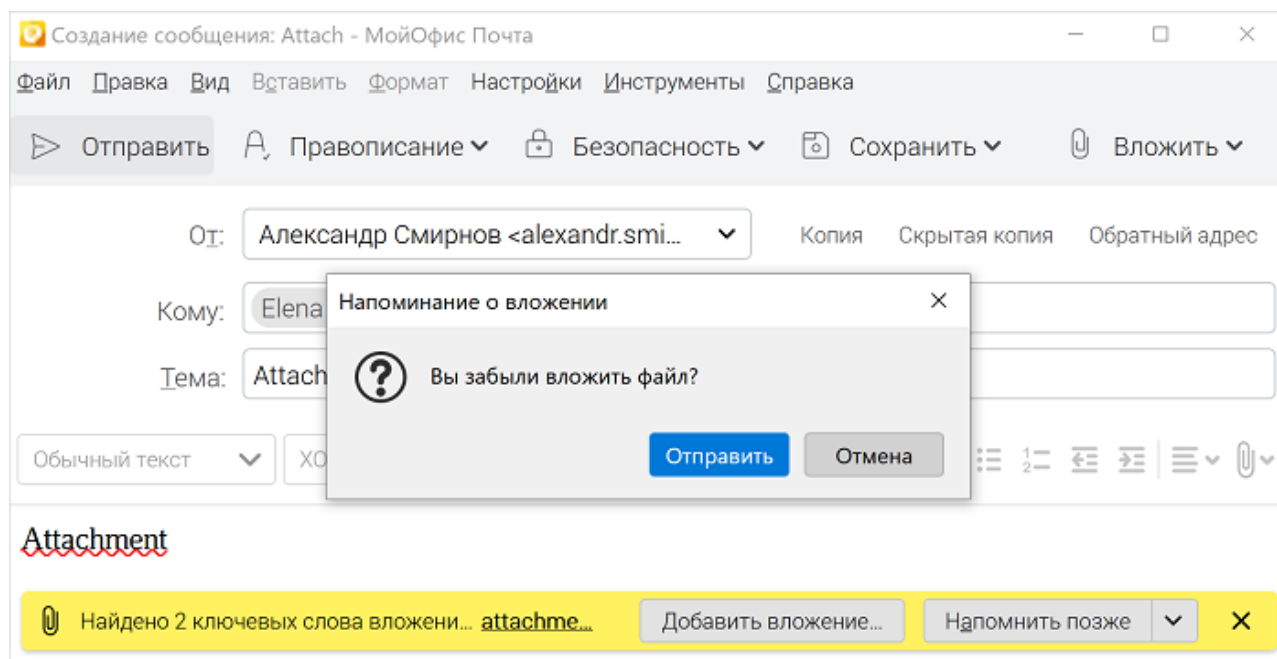 Создание сообщения: Attach - МойОфис Почта
Файл Правка Вид Вставить Формат Настройки Инструменты Справка
Отправить Правописание Безопасность Сохранить Вложить
От: Александр Смирнов <alexandr.smi... Копия Скрытая копия Обратный адрес
Кому: Elena
Напоминание о вложении
Тема: Attach
Вы забыли вложить файл?
Отправить Отмена
Обычный текст
Attachment
Найдено 2 ключевых слова вложени... attachme... Добавить вложение... Напомнить позже